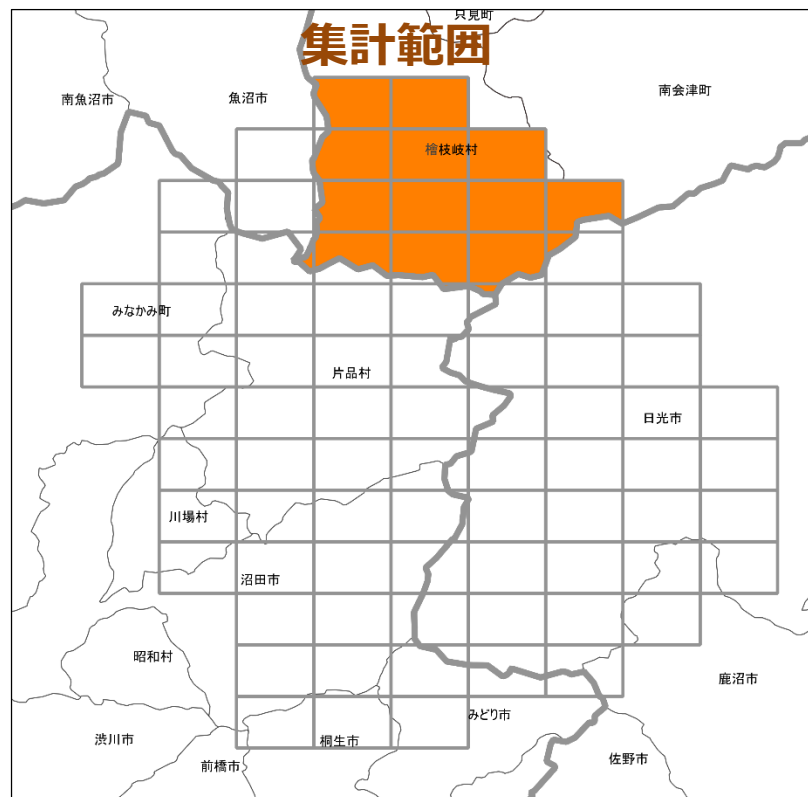 只見町
集計範囲
南会津町
南魚沼市
魚沼市
檜枝岐村
みなかみ町
片品村
日光市
川場村
沼田市
昭和村
鹿沼市
みどり市
渋川市
桐生市
前橋市
佐野市